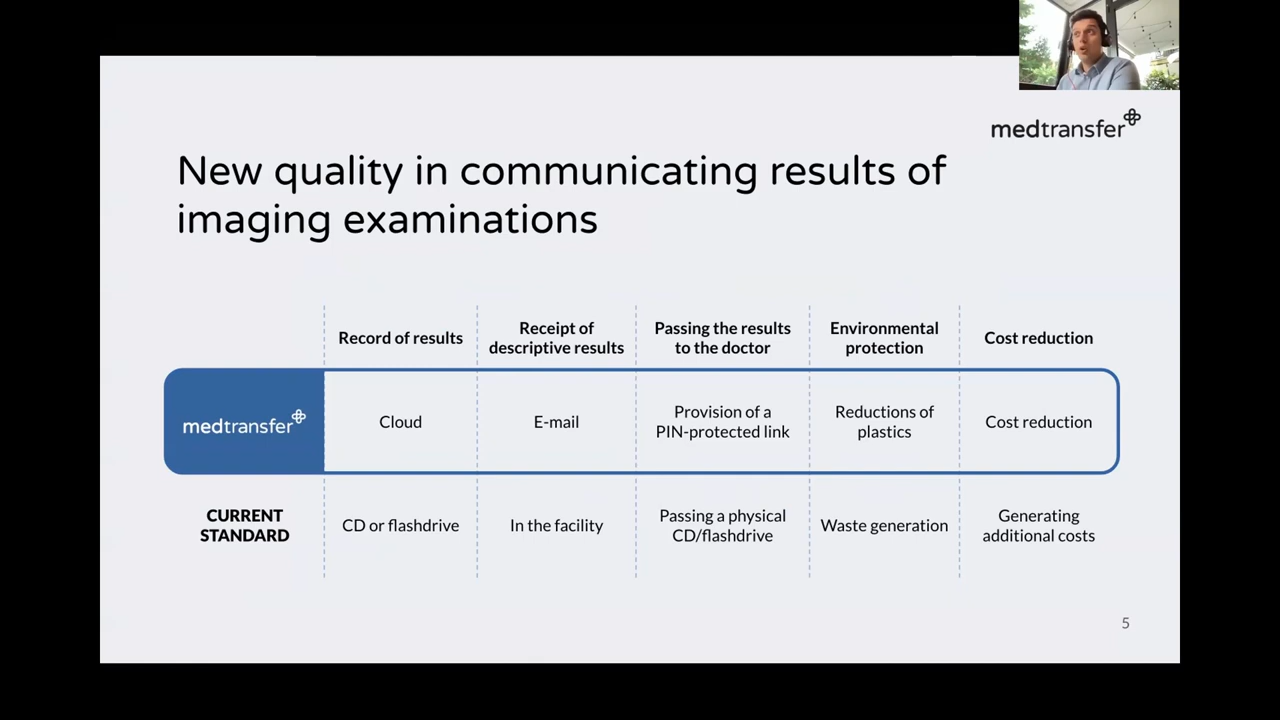 medtransfer
New quality in communicating results of
imaging examinations
Record of results
Receipt of
descriptive results
Passing the results
to the doctor
Environmental
protection
Cost reduction
medtransfer
Cloud
E-mail
Provision of a
PIN-protected link
Reductions of
plastics
Cost reduction
CURRENT
STANDARD
CD or flashdrive
In the facility
Passing a physical
CD/flashdrive
Waste generation
Generating
additional costs
5